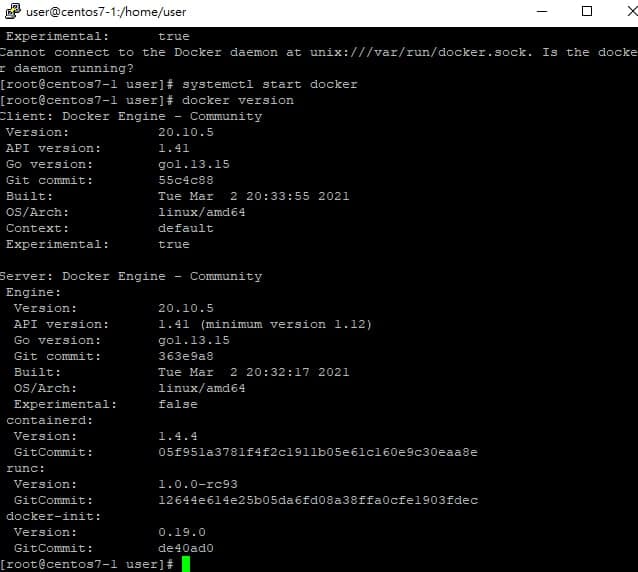 user@centos7-1:/home/user
Experimental: true
Cannot connect to the Docker daemon at unix:///var/run/docker.sock. Is the docke
r daemon running?
[root@centos7-1 user]# systemctl start docker
[root@centos7-1 user]# docker version
Client: Docker Engine - Community
Version: 20.10.5
API version: 1.41
Go version: go1.13.15
Git commit: 55c4c88
Built: Tue Mar  2 20:33:55 2021
OS/Arch: linux/amd64
Context: default
Experimental: true
Server: Docker Engine - Community
Engine:
Version: 20.10.5
API version: 1.41 (minimum version 1.12)
Go version: go1.13.15
Git commit: 363e9a8
Built: Tue Mar  2 20:32:17 2021
OS/Arch: linux/amd64
Experimental: false
containerd:
Version: 1.4.4
GitCommit: 05f951a3781f4f2c1911b05e61c160e9c30eaa8e
runc:
Version: 1.0.0-rc93
GitCommit: 12644e614e25b05da6fd08a38ffa0cfe1903fdec
docker-init:
Version: 0.19.0
GitCommit: de40ad0
[root@centos7-1 user]#